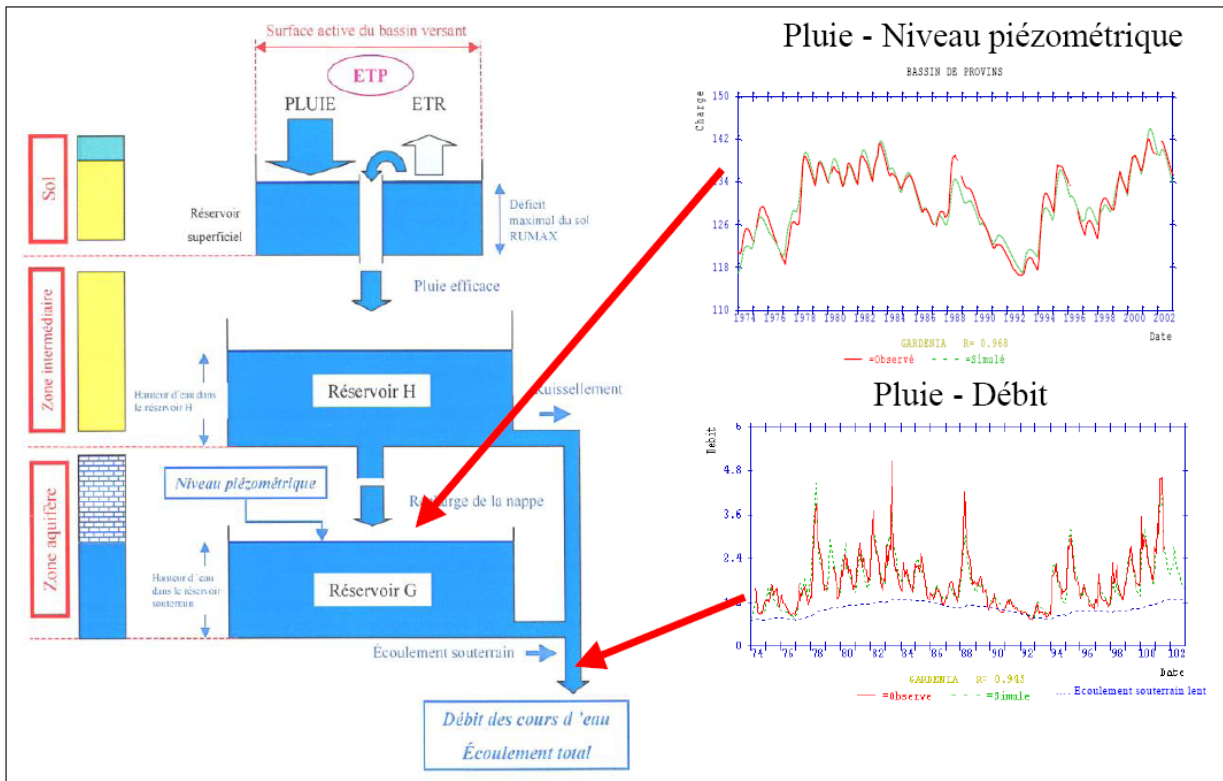 Surface active du bassin versant
ETP
PLUIE
ETR
Sol
Réservoir
superficiel
Déficit
maximal du sol
RUMAX
Pluie efficace
Zone intermédiaire
Hauteur d'eau dans
le réservoir H
Réservoir H
Ruissellement
Niveau piézométrique
Recharge de la nappe
Zone aquifère
Hauteur d 'eau
dans le réservoir
souterrain
Réservoir G
Écoulement souterrain
Débit des cours d 'eau
Écoulement total
Pluie - Niveau piézométrique
BASSIN DE PROVINS
Charge
150
142
134
126
118
110
1974 1976 1978 1980 1982 1984 1986 1988 1990 1992 1994 1996 1998 2000 2002
Date
GARDENIA R= 0.968
=Observé =Simulé
Pluie - Débit
Débit
6
4.8
3.6
2.4
1.2
0
74 76 78 80 82 84 86 88 90 92 94 96 98 100 102
Date
GARDENIA R= 0.945
=Observe =Simule .... Ecoulement souterrain lent